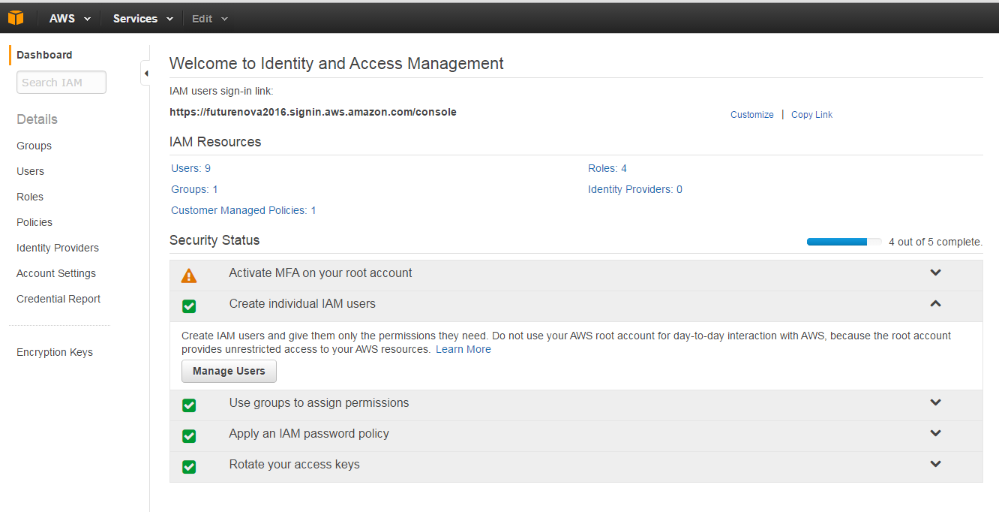 AWS Services Edit
Dashboard
Search IAM
Details
Groups
Users
Roles
Policies
Identity Providers
Account Settings
Credential Report
Encryption Keys
Welcome to Identity and Access Management
IAM users sign-in link:
https://futurenova2016.signin.aws.amazon.com/console
Customize | Copy Link
IAM Resources
Users: 9
Roles: 4
Groups: 1
Identity Providers: 0
Customer Managed Policies: 1
Security Status
4 out of 5 complete.
Activate MFA on your root account
Create individual IAM users
Create IAM users and give them only the permissions they need. Do not use your AWS root account for day-to-day interaction with AWS, because the root account
provides unrestricted access to your AWS resources. Learn More
Manage Users
Use groups to assign permissions
Apply an IAM password policy
Rotate your access keys